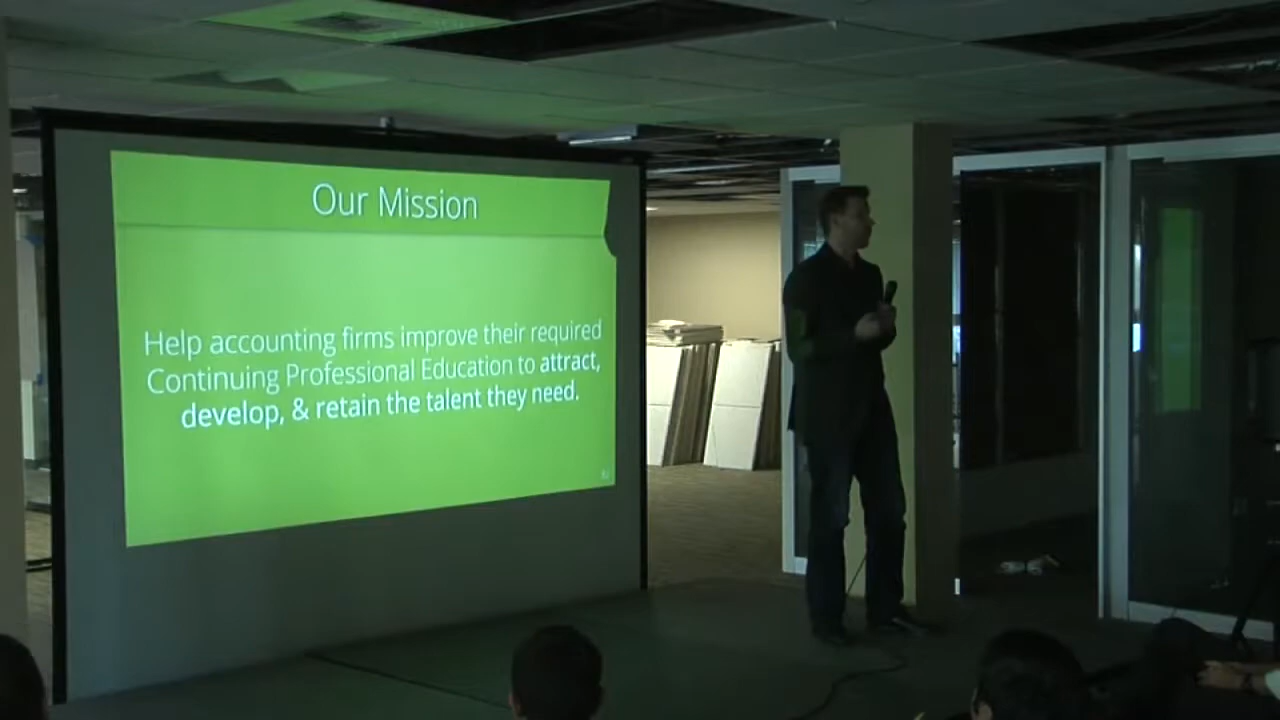 Our Mission
Help accounting firms improve their required
Continuing Professional Education to attract,
develop, & retain the talent they need.